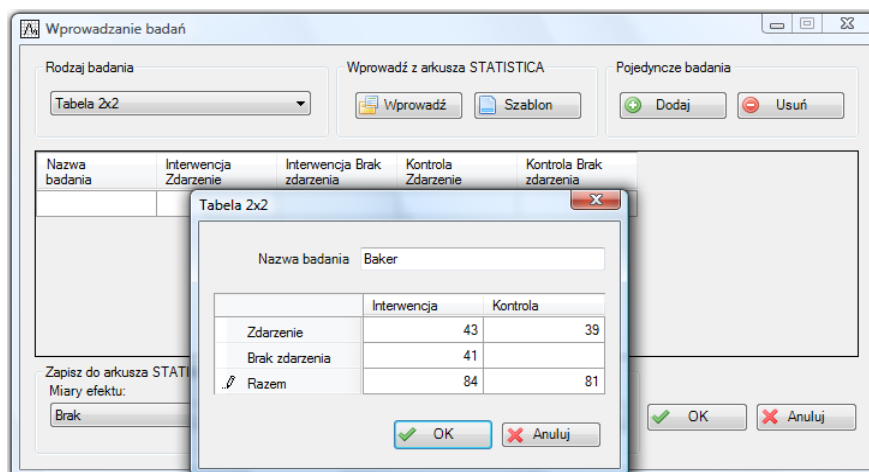 Wprowadzanie badań
Rodzaj badania
Wprowadź z arkusza STATISTICA
Pojedyncze badania
Tabela 2x2
Wprowadź
Szablon
Dodaj
Usuń
Nazwa badania
Interwencja Zdarzenie
Interwencja Brak zdarzenia
Kontrola Zdarzenie
Kontrola Brak zdarzenia
Tabela 2x2
Nazwa badania Baker
Interwencja Kontrola
Zdarzenie 43 39
Brak zdarzenia 41
Razem 84 81
OK Anuluj
Zapisz do arkusza STATI
Miary efektu:
Brak
OK Anuluj